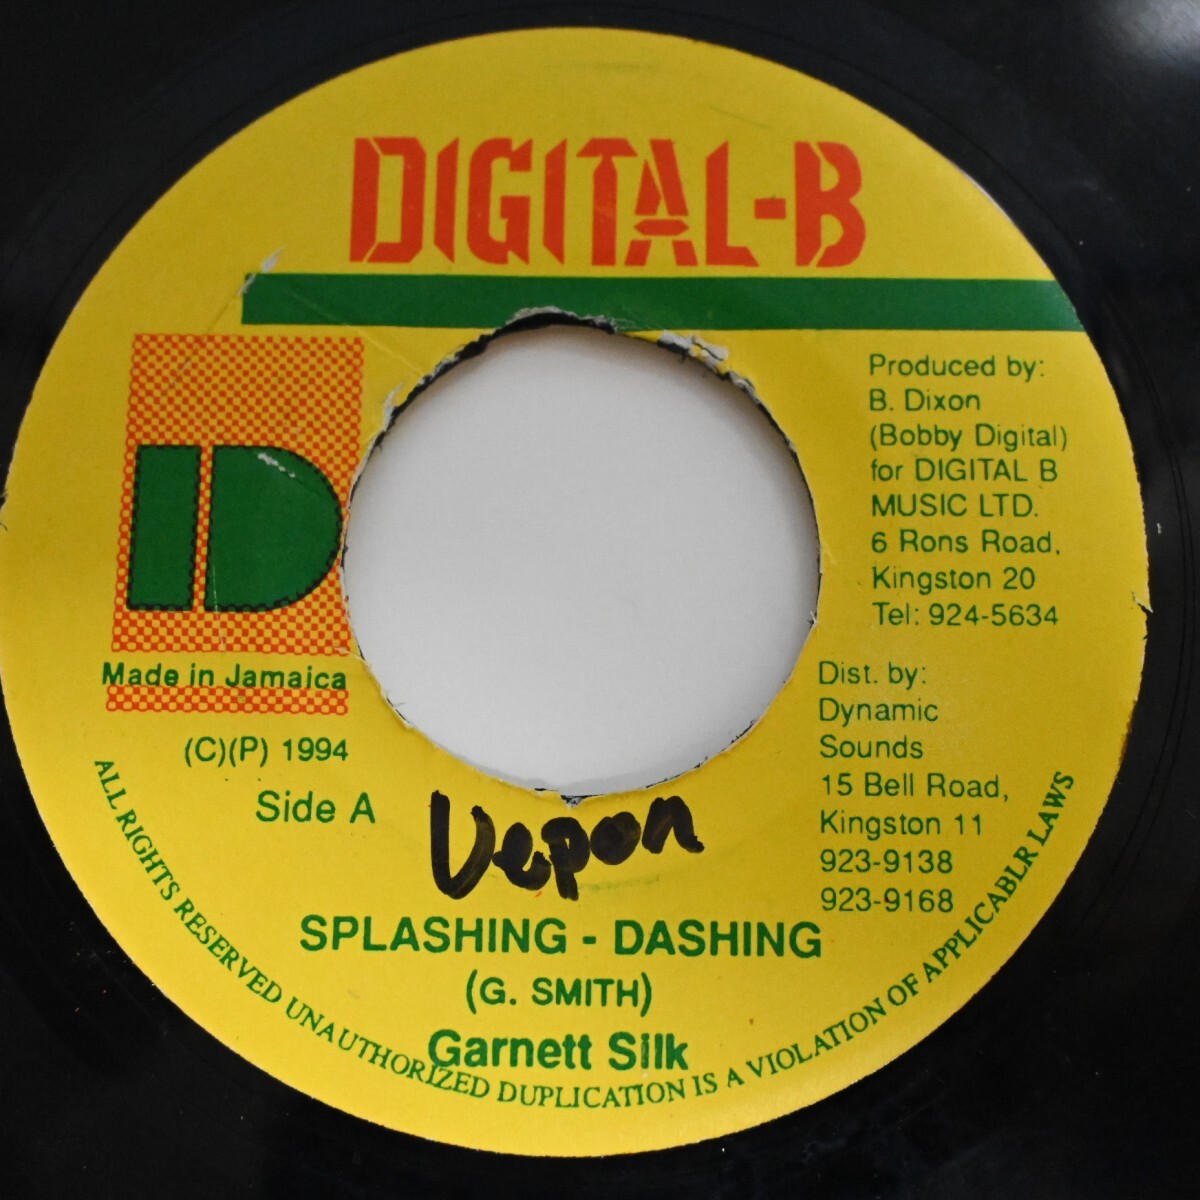 DIGITAL-B
Produced by:
B. Dixon
(Bobby Digital)
for DIGITAL B
MUSIC LTD.
6 Rons Road,
Kingston 20
Tel: 924-5634
D
Made in Jamaica
(C)(P) 1994
Side A
Dist. by:
Dynamic
Sounds
15 Bell Road,
Kingston 11
923-9138
923-9168
Vepon
SPLASHING - DASHING
(G. SMITH)
Garnett Silk
ALL RIGHTS RESERVED UNAUTHORIZED DUPLICATION IS A VIOLATION OF APPLICABLR LAWS